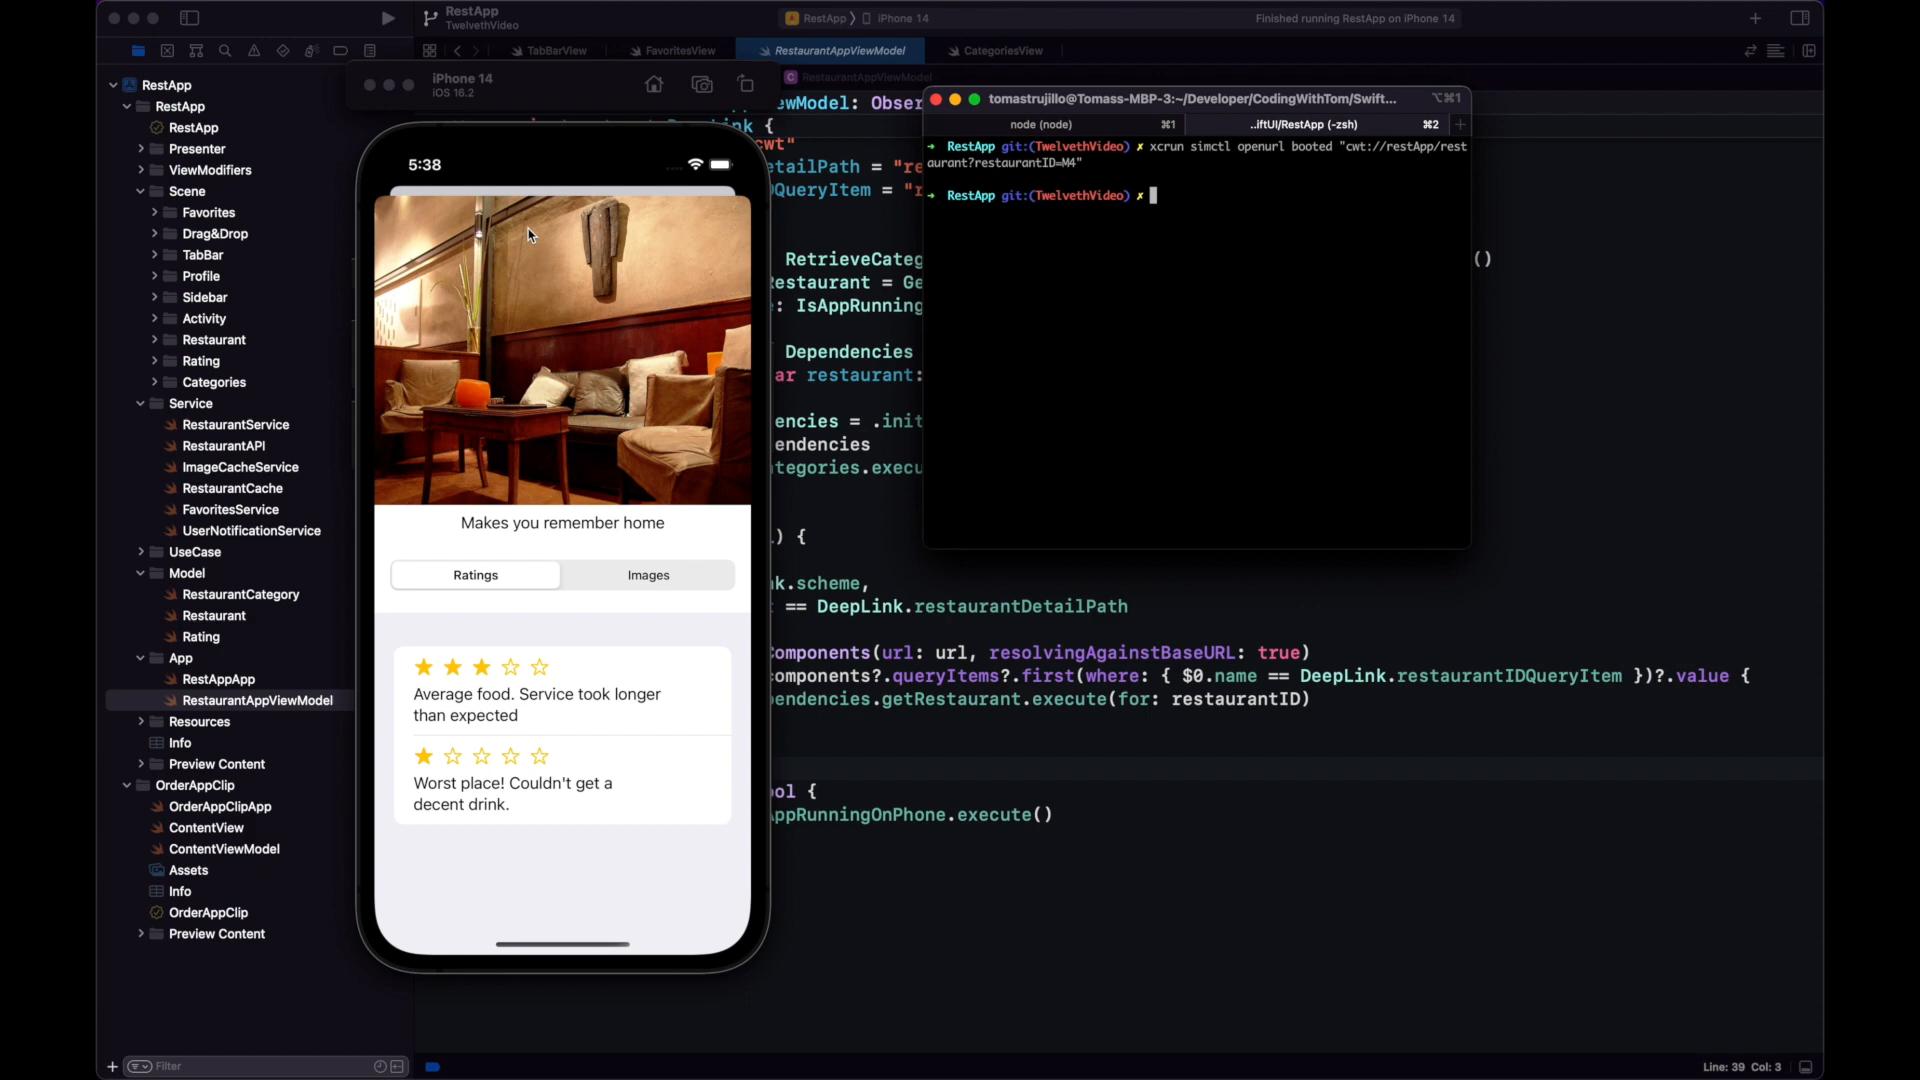 RestApp
TwelvethVideo
RestApp ❯ iPhone 14
Finished running RestApp on iPhone 14
TabBarView
FavoritesView
RestaurantAppViewModel
CategoriesView
RestApp
RestApp
RestApp
Presenter
ViewModifiers
Scene
Favorites
Drag&Drop
TabBar
Profile
Sidebar
Activity
Restaurant
Rating
Categories
Service
RestaurantService
RestaurantAPI
ImageCacheService
RestaurantCache
FavoritesService
UserNotificationService
UseCase
Model
RestaurantCategory
Restaurant
Rating
App
RestAppApp
RestaurantAppViewModel
Resources
Info
Preview Content
OrderAppClip
OrderAppClipApp
ContentView
ContentViewModel
Assets
Info
OrderAppClip
Preview Content
Filter
iPhone 14
iOS 16.2
5:38
Makes you remember home
Ratings
Images
Average food. Service took longer
than expected
Worst place! Couldn't get a
decent drink.
RestaurantAppViewModel
ewModel: Obser
nk {
cwt"
tailPath = "re
QueryItem = "r
RetrieveCateg
()
estaurant = Ge
: IsAppRunning
Dependencies
ar restaurant:
encies = .init
endencies
tegories.execu
.) {
k.scheme,
== DeepLink.restaurantDetailPath
omponents(url: url, resolvingAgainstBaseURL: true)
omponents?.queryItems?.first(where: { $0.name == DeepLink.restaurantIDQueryItem })?.value {
endencies.getRestaurant.execute(for: restaurantID)
ool {
AppRunningOnPhone.execute()
tomastrujillo@Tomass-MBP-3:~/Developer/CodingWithTom/Swift...
⌥⌘1
node (node)
⌘1
..iftUI/RestApp (-zsh)
⌘2
→ RestApp git:(TwelvethVideo) ✗ xcrun simctl openurl booted "cwt://restApp/rest
aurant?restaurantID=M4"
→ RestApp git:(TwelvethVideo) ✗
Line: 39 Col: 3